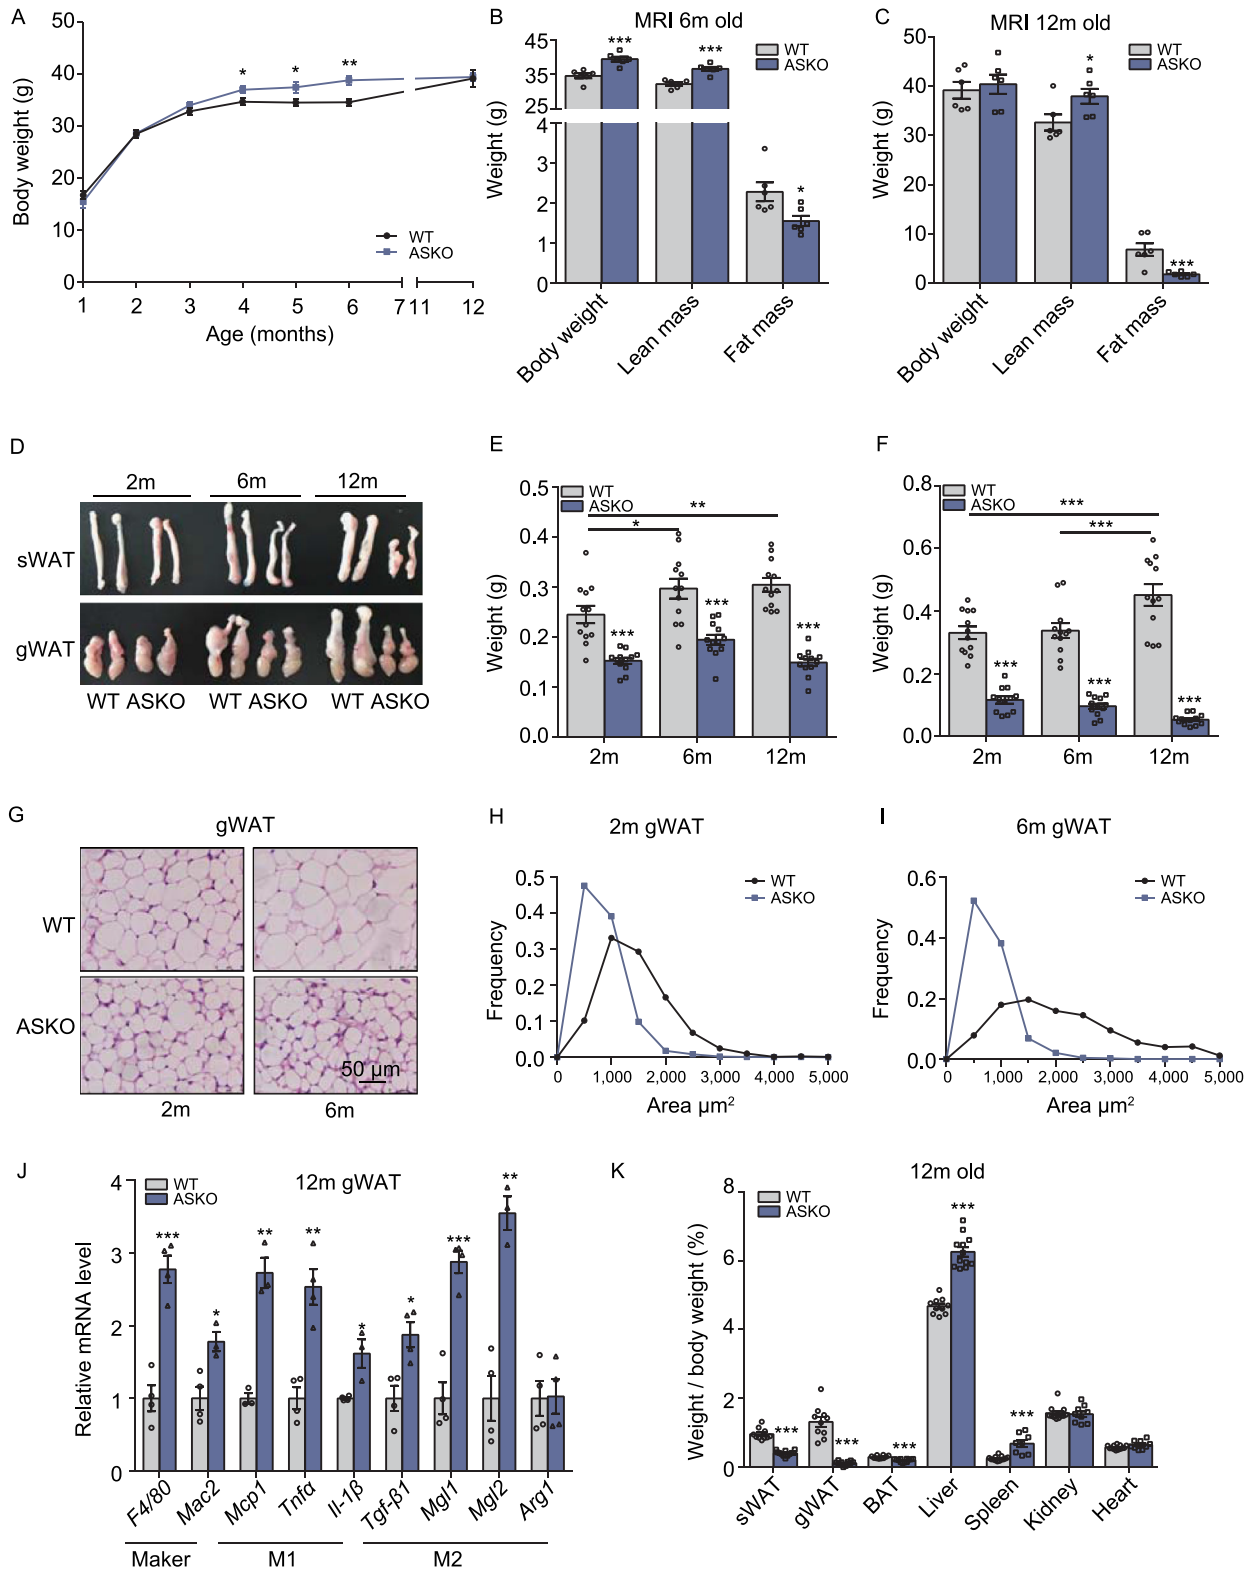 A
Body weight (g)
50
40
30
20
10
0
*
*
**
WT
ASKO
1 2 3 4 5 6 7 11 12
Age (months)
B
MRI 6m old
Weight (g)
45
35
25
4
3
2
1
0
WT
ASKO
***
***
*
Body weight
Lean mass
Fat mass
C
MRI 12m old
Weight (g)
50
40
30
20
10
0
WT
ASKO
*
***
Body weight
Lean mass
Fat mass
D
2m 6m 12m
sWAT
gWAT
WT ASKO WT ASKO WT ASKO
E
Weight (g)
0.5
0.4
0.3
0.2
0.1
0.0
WT
ASKO
**
*
***
***
***
2m 6m 12m
F
Weight (g)
0.8
0.6
0.4
0.2
0.0
WT
ASKO
***
***
***
***
***
2m 6m 12m
G
gWAT
WT
ASKO
50 µm
2m 6m
H
2m gWAT
Frequency
0.5
0.4
0.3
0.2
0.1
0.0
WT
ASKO
0 1,000 2,000 3,000 4,000 5,000
Area µm²
I
6m gWAT
Frequency
0.6
0.4
0.2
0.0
WT
ASKO
0 1,000 2,000 3,000 4,000 5,000
Area µm²
J
12m gWAT
Relative mRNA level
4
3
2
1
0
WT
ASKO
***
*
**
**
*
*
***
**
F4/80
Mac2
Mcp1
Tnfα
Il-1β
Tgf-β1
Mgl1
Mgl2
Arg1
Maker M1 M2
K
12m old
Weight / body weight (%)
8
6
4
2
0
WT
ASKO
***
***
***
***
***
sWAT
gWAT
BAT
Liver
Spleen
Kidney
Heart